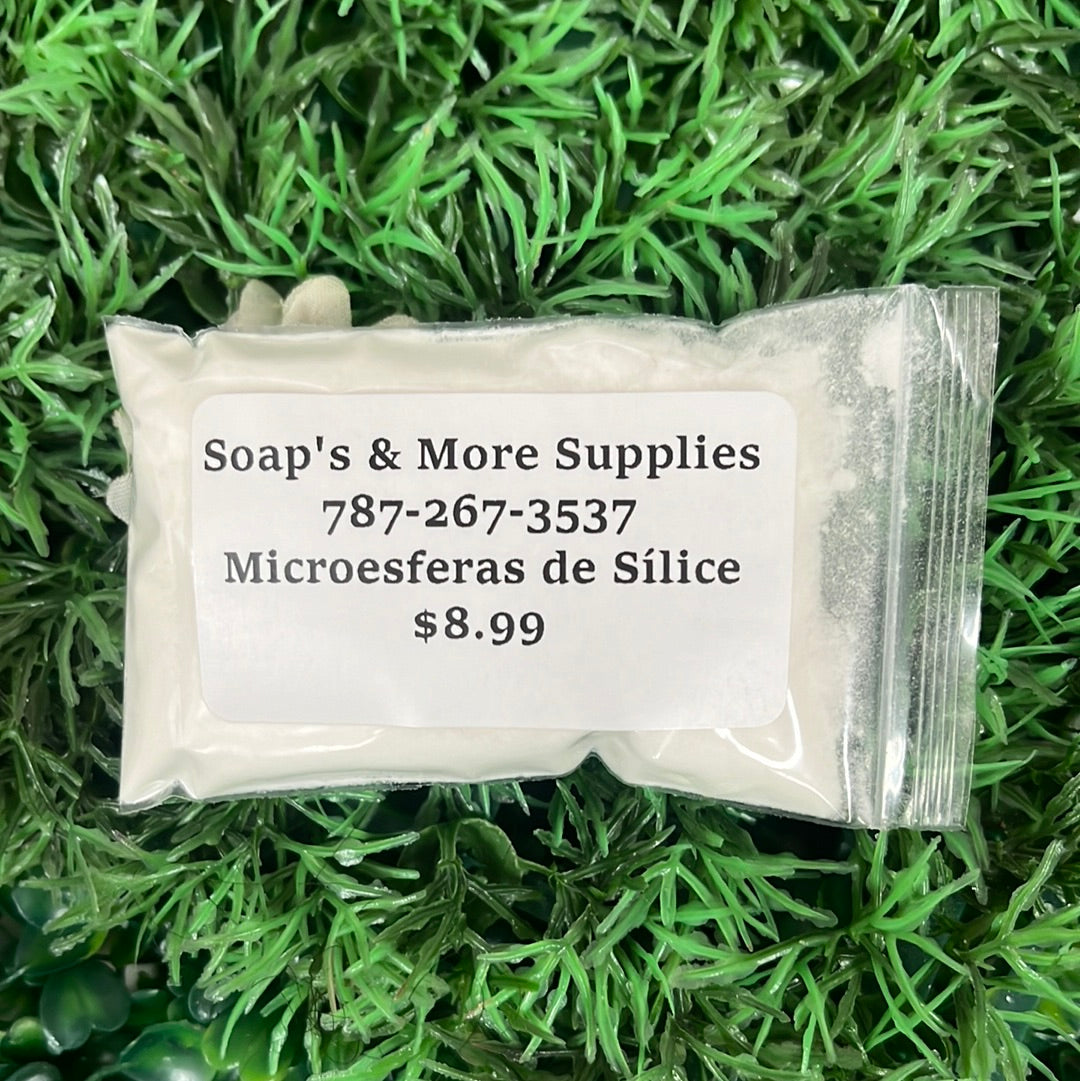 Soap's & More Supplies
787-267-3537
Microesferas de Sílice
$8.99